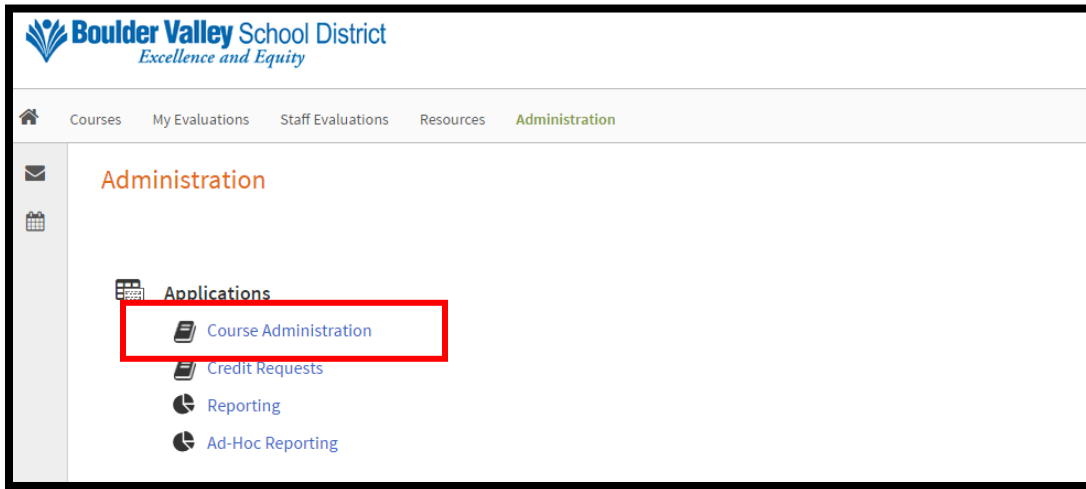 Boulder Valley School District
Excellence and Equity
Courses My Evaluations Staff Evaluations Resources Administration
Administration
Applications
Course Administration
Credit Requests
Reporting
Ad-Hoc Reporting